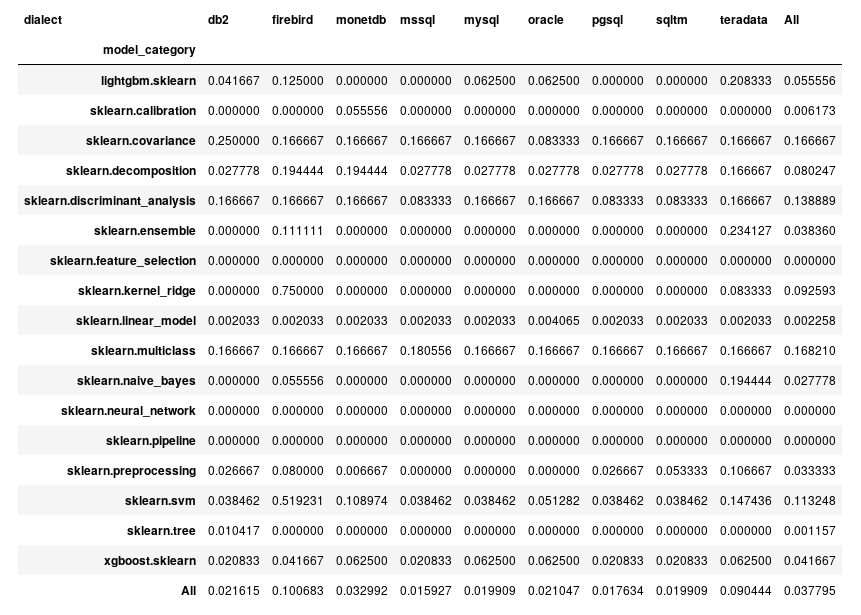 dialect db2 firebird monetdb mssql mysql oracle pgsql sqltm teradata All
model_category
lightgbm.sklearn 0.041667 0.125000 0.000000 0.000000 0.062500 0.062500 0.000000 0.000000 0.208333 0.055556
sklearn.calibration 0.000000 0.000000 0.055556 0.000000 0.000000 0.000000 0.000000 0.000000 0.000000 0.006173
sklearn.covariance 0.250000 0.166667 0.166667 0.166667 0.166667 0.083333 0.166667 0.166667 0.166667 0.166667
sklearn.decomposition 0.027778 0.194444 0.194444 0.027778 0.027778 0.027778 0.027778 0.027778 0.166667 0.080247
sklearn.discriminant_analysis 0.166667 0.166667 0.166667 0.083333 0.166667 0.166667 0.083333 0.083333 0.166667 0.138889
sklearn.ensemble 0.000000 0.111111 0.000000 0.000000 0.000000 0.000000 0.000000 0.000000 0.234127 0.038360
sklearn.feature_selection 0.000000 0.000000 0.000000 0.000000 0.000000 0.000000 0.000000 0.000000 0.000000 0.000000
sklearn.kernel_ridge 0.000000 0.750000 0.000000 0.000000 0.000000 0.000000 0.000000 0.000000 0.083333 0.092593
sklearn.linear_model 0.002033 0.002033 0.002033 0.002033 0.002033 0.004065 0.002033 0.002033 0.002033 0.002258
sklearn.multiclass 0.166667 0.166667 0.166667 0.180556 0.166667 0.166667 0.166667 0.166667 0.166667 0.168210
sklearn.naive_bayes 0.000000 0.055556 0.000000 0.000000 0.000000 0.000000 0.000000 0.000000 0.194444 0.027778
sklearn.neural_network 0.000000 0.000000 0.000000 0.000000 0.000000 0.000000 0.000000 0.000000 0.000000 0.000000
sklearn.pipeline 0.000000 0.000000 0.000000 0.000000 0.000000 0.000000 0.000000 0.000000 0.000000 0.000000
sklearn.preprocessing 0.026667 0.080000 0.006667 0.000000 0.000000 0.000000 0.026667 0.053333 0.106667 0.033333
sklearn.svm 0.038462 0.519231 0.108974 0.038462 0.038462 0.051282 0.038462 0.038462 0.147436 0.113248
sklearn.tree 0.010417 0.000000 0.000000 0.000000 0.000000 0.000000 0.000000 0.000000 0.000000 0.001157
xgboost.sklearn 0.020833 0.041667 0.062500 0.020833 0.062500 0.062500 0.020833 0.020833 0.062500 0.041667
All 0.021615 0.100683 0.032992 0.015927 0.019909 0.021047 0.017634 0.019909 0.090444 0.037795